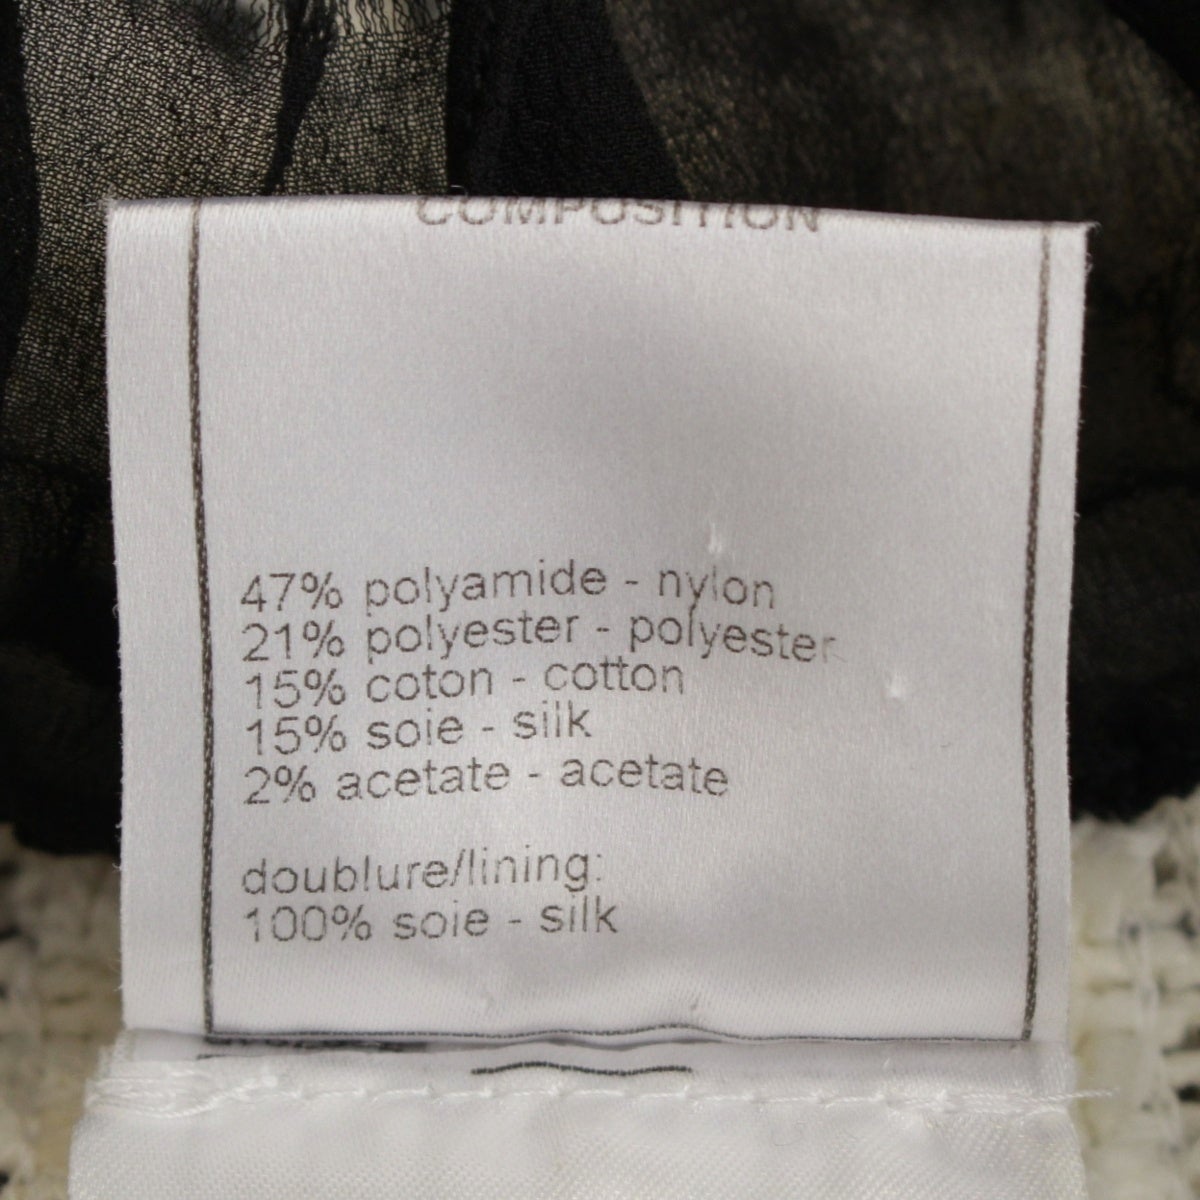 COMPOSITION
47% polyamide - nylon
21% polyester - polyester
15% coton - cotton
15% soie - silk
2% acetate - acetate
doublure/lining:
100% soie - silk